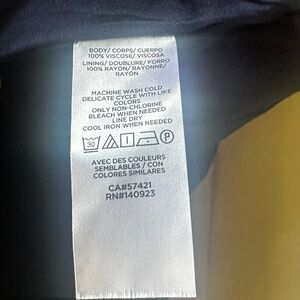 BODY/ CORPS/ CUERPO
100% VISCOSE/ VISCOSA
LINING/ DOUBLURE/ FORRO
100% RAYON/ RAYONNE/
RAYÓN
MACHINE WASH COLD
DELICATE CYCLE WITH LIKE
COLORS
ONLY NON-CHLORINE
BLEACH WHEN NEEDED
LINE DRY
COOL IRON WHEN NEEDED
30 P
AVEC DES COULEURS
SEMBLABLES / CON
COLORES SIMILARES
CA#57421
RN#140923